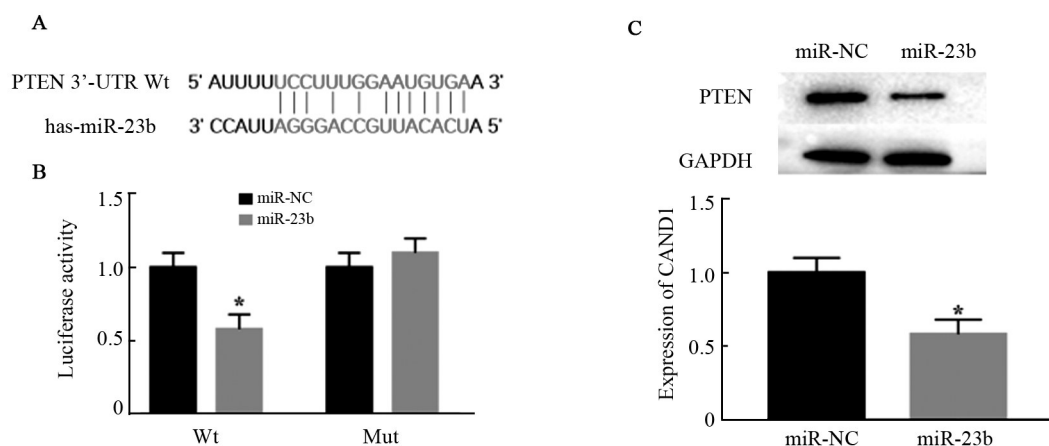 A
PTEN 3'-UTR Wt 5' AUUUUUCCUUUGGAAUGUGAA 3'
has-miR-23b 3' CCAUUAGGGACCGUUACACUA 5'
B
miR-NC
miR-23b
Luciferase activity
1.5
1.0
0.5
0
*
Wt Mut
C
miR-NC miR-23b
PTEN
GAPDH
Expression of CAND1
1.5
1.0
0.5
0
*
miR-NC miR-23b